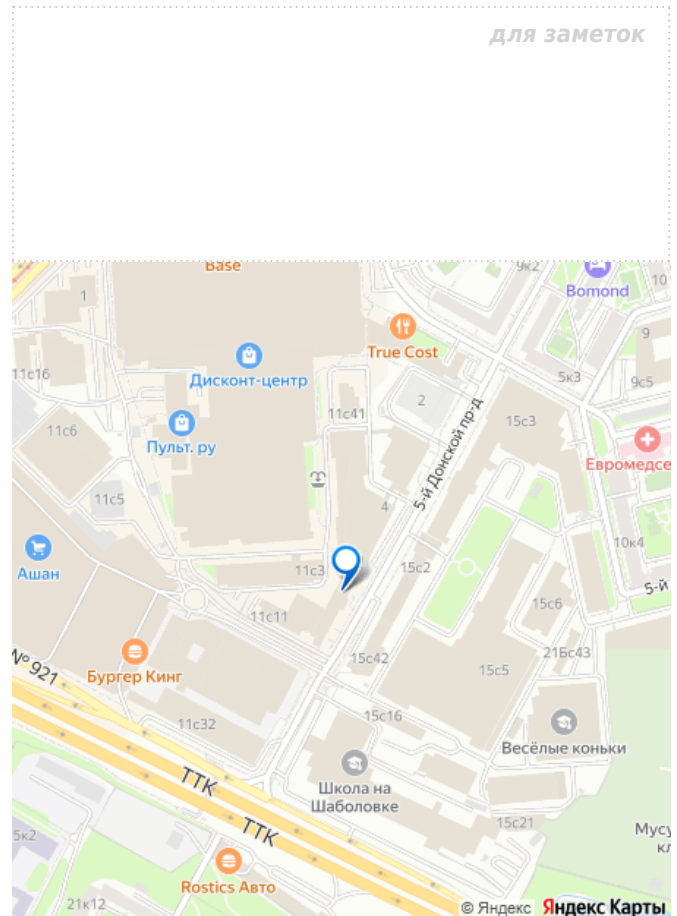 для заметок
Base
9к2
Bomond
10
1
True Cost
9
Дисконт-центр
5к3
9с5
11с16
11с41
2
15с3
11с6
Пульт.ру
5-й Донской пр-д
Евромедсе
11с5
4
10к4
Ашан
11с3
15с2
5-й
15с6
11с11
№ 921
Бургер Кинг
15с42
15с5
21Бс43
11с32
15с16
Весёлые коньки
ТТК
Школа на
Шаболовке
ТТК
15с21
5к2
Мусу
кл
Rostics Авто
21к12
© Яндекс Яндекс Карты